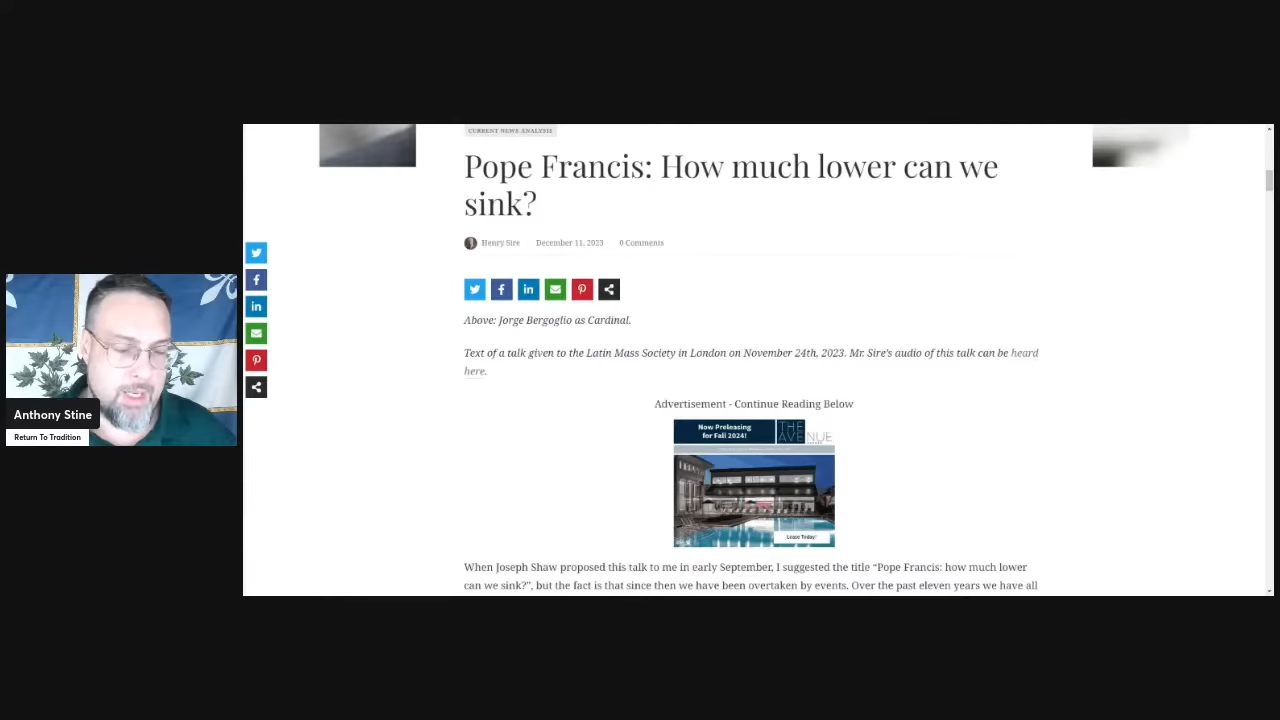 CURRENT NEWS ANALYSIS
Pope Francis: How much lower can we
sink?
Henry Sire December 11, 2023 0 Comments
Above: Jorge Bergoglio as Cardinal.
Text of a talk given to the Latin Mass Society in London on November 24th, 2023. Mr. Sire's audio of this talk can be heard
here.
Advertisement - Continue Reading Below
Now Preleasing
for Fall 2024!
THE
AVENUE
Lease Today!
When Joseph Shaw proposed this talk to me in early September, I suggested the title “Pope Francis: how much lower
can we sink?”, but the fact is that since then we have been overtaken by events. Over the past eleven years we have all
Anthony Stine
Return To Tradition